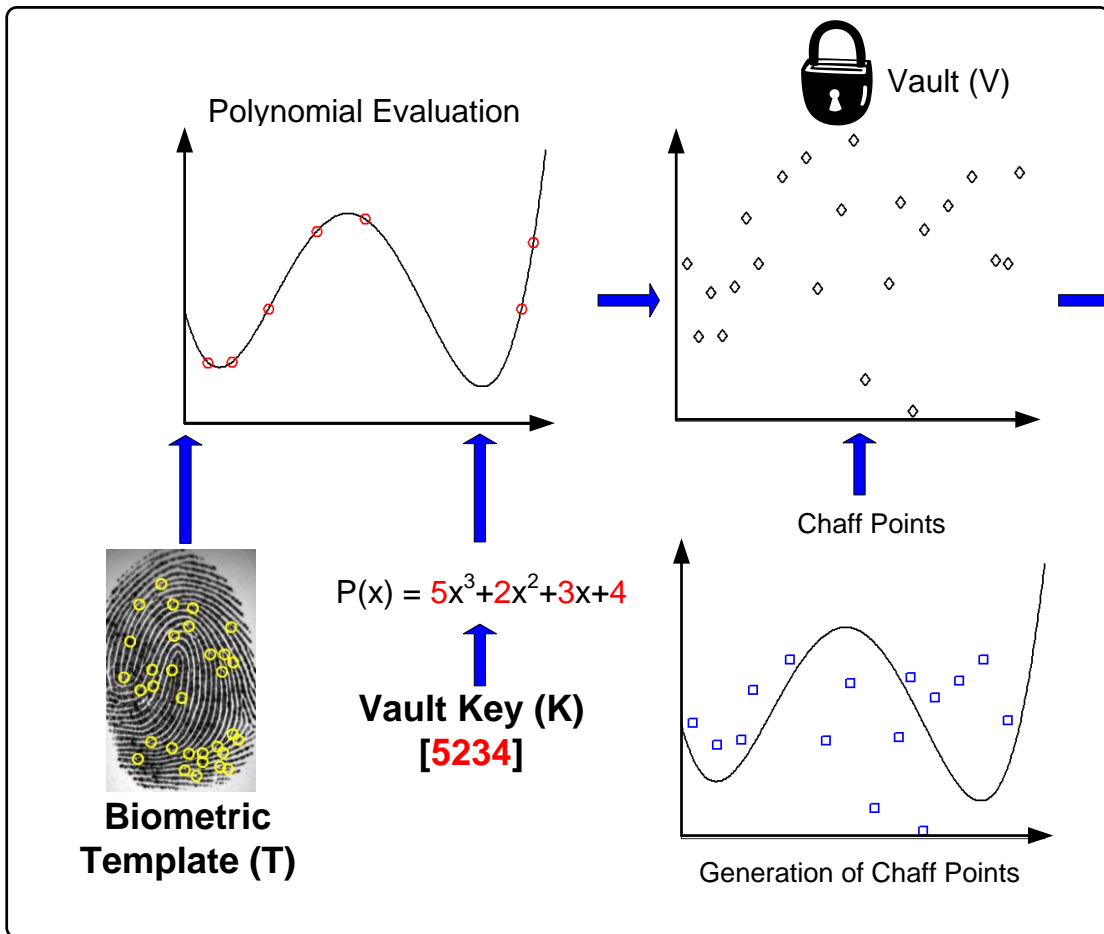 Vault (V)
Polynomial Evaluation
Chaff Points
P(x) = 5x³+2x²+3x+4
Vault Key (K)
[5234]
Biometric
Template (T)
Generation of Chaff Points